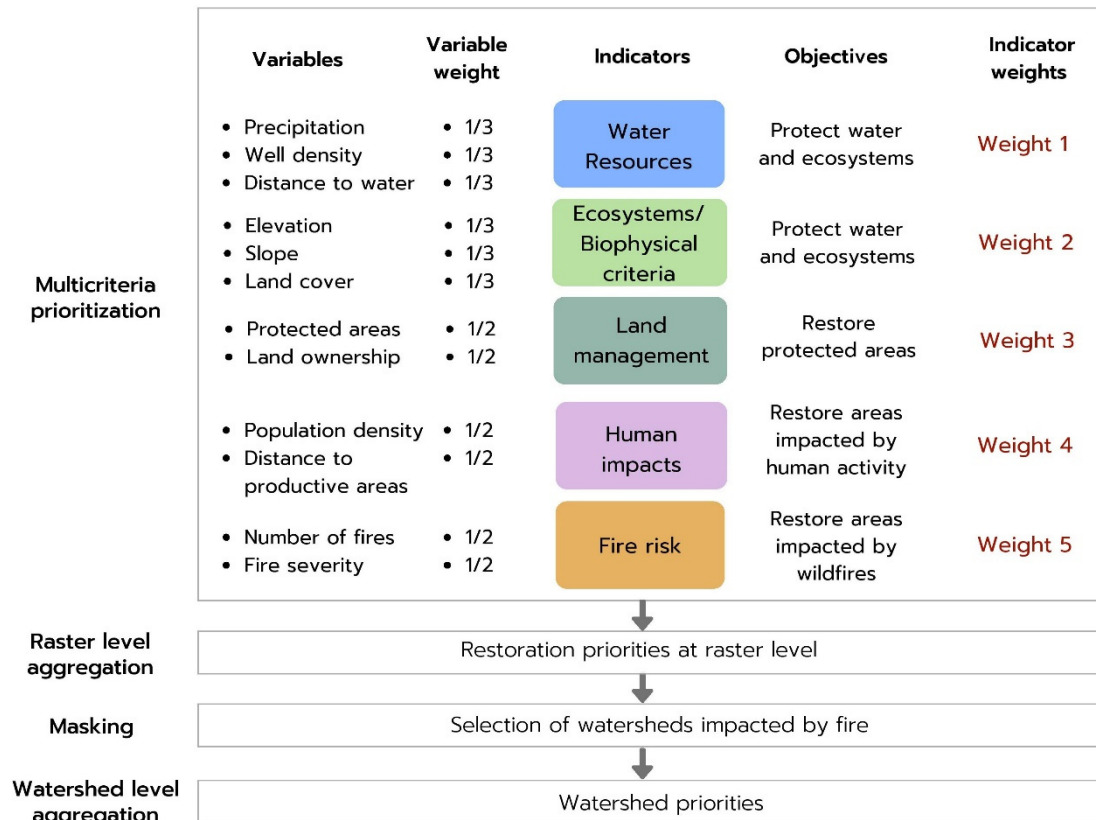 Variables
Variable
weight
Indicators
Objectives
Indicator
weights
Multicriteria
prioritization
• Precipitation
• Well density
• Distance to water
• 1/3
• 1/3
• 1/3
Water
Resources
Protect water
and ecosystems
Weight 1
• Elevation
• Slope
• Land cover
• 1/3
• 1/3
• 1/3
Ecosystems/
Biophysical
criteria
Protect water
and ecosystems
Weight 2
• Protected areas
• Land ownership
• 1/2
• 1/2
Land
management
Restore
protected areas
Weight 3
• Population density
• Distance to
productive areas
• 1/2
• 1/2
Human
impacts
Restore areas
impacted by
human activity
Weight 4
• Number of fires
• Fire severity
• 1/2
• 1/2
Fire risk
Restore areas
impacted by
wildfires
Weight 5
Raster level
aggregation
Restoration priorities at raster level
Masking
Selection of watersheds impacted by fire
Watershed level
aggregation
Watershed priorities